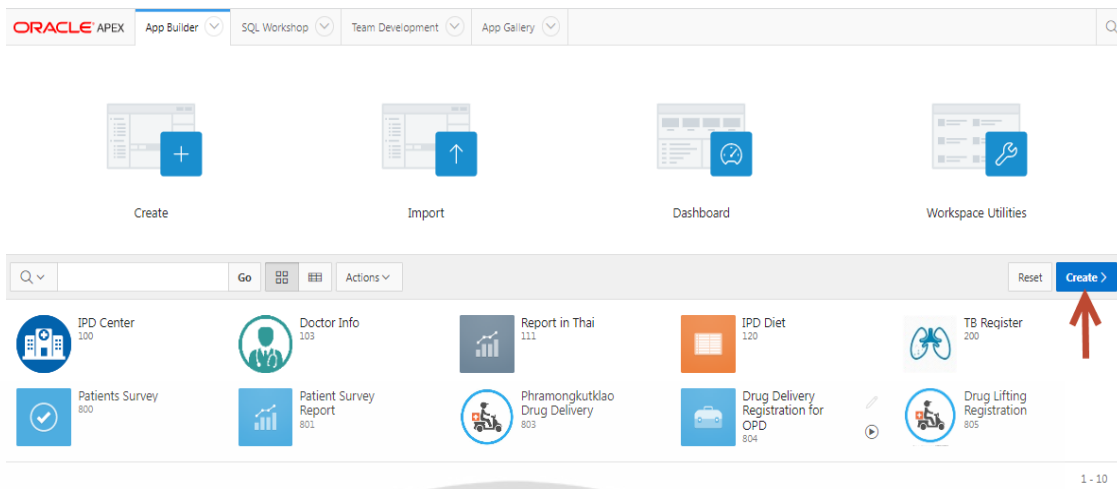 ORACLE APEX App Builder SQL Workshop Team Development App Gallery
Create Import Dashboard Workspace Utilities
Go Actions Reset Create >
IPD Center
100
Doctor Info
103
Report in Thai
111
IPD Diet
120
TB Register
200
Patients Survey
800
Patient Survey
Report
801
Phramongkutklao
Drug Delivery
803
Drug Delivery
Registration for
OPD
804
Drug Lifting
Registration
805
1 - 10